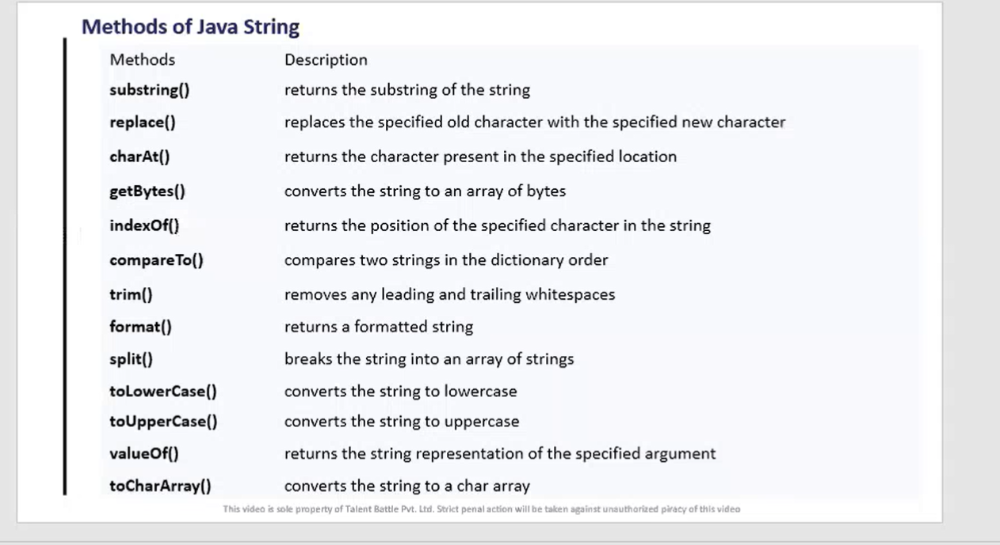 Methods of Java String
Methods Description
substring() returns the substring of the string
replace() replaces the specified old character with the specified new character
charAt() returns the character present in the specified location
getBytes() converts the string to an array of bytes
indexOf() returns the position of the specified character in the string
compareTo() compares two strings in the dictionary order
trim() removes any leading and trailing whitespaces
format() returns a formatted string
split() breaks the string into an array of strings
toLowerCase() converts the string to lowercase
toUpperCase() converts the string to uppercase
valueOf() returns the string representation of the specified argument
toCharArray() converts the string to a char array
This video is sole property of Talent Battle Pvt. Ltd. Strict penal action will be taken against unauthorized piracy of this video